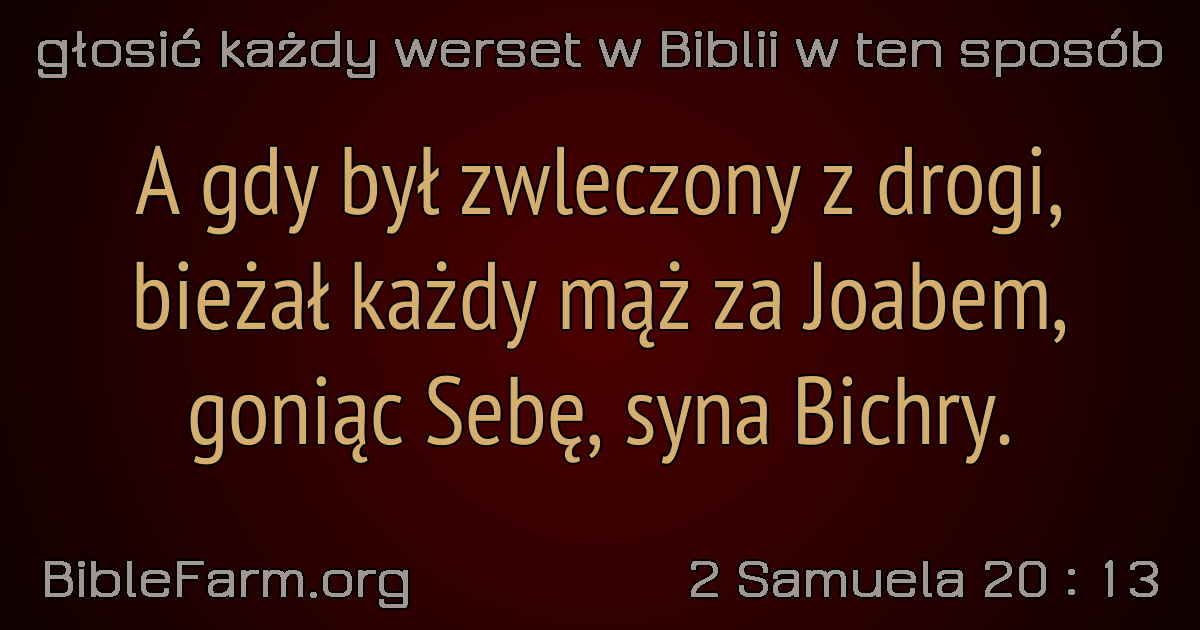 głosić każdy werset w Biblii w ten sposób
A gdy był zwleczony z drogi,
bieżał każdy mąż za Joabem,
goniąc Sebę, syna Bichry.
BibleFarm.org
2 Samuela 20 : 13